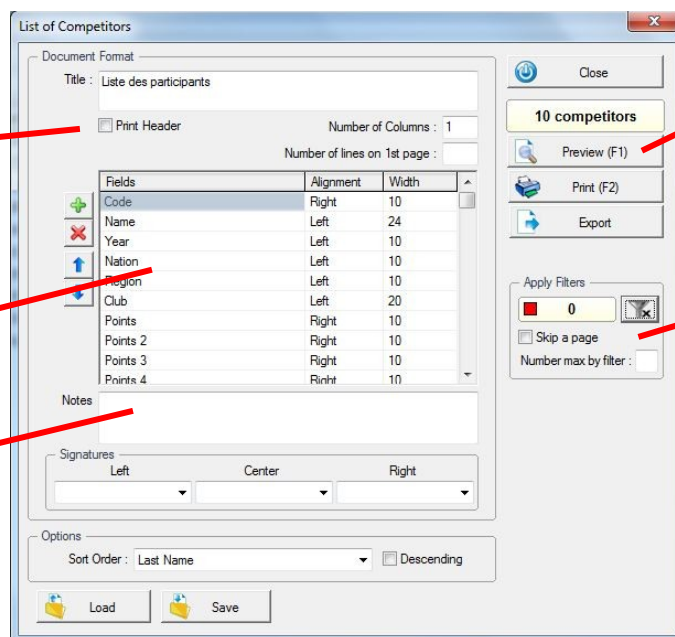 List of Competitors
Document Format
Title : Liste des participants
Print Header
Number of Columns : 1
Number of lines on 1st page :
Fields Alignment Width
Code Right 10
Name Left 24
Year Left 10
Nation Left 10
Region Left 10
Club Left 20
Points Right 10
Points 2 Right 10
Points 3 Right 10
Points 4 Right 10
Notes
Signatures
Left Center Right
Options
Sort Order : Last Name
Descending
Load Save
Close
10 competitors
Preview (F1)
Print (F2)
Export
Apply Filters
0
Skip a page
Number max by filter :